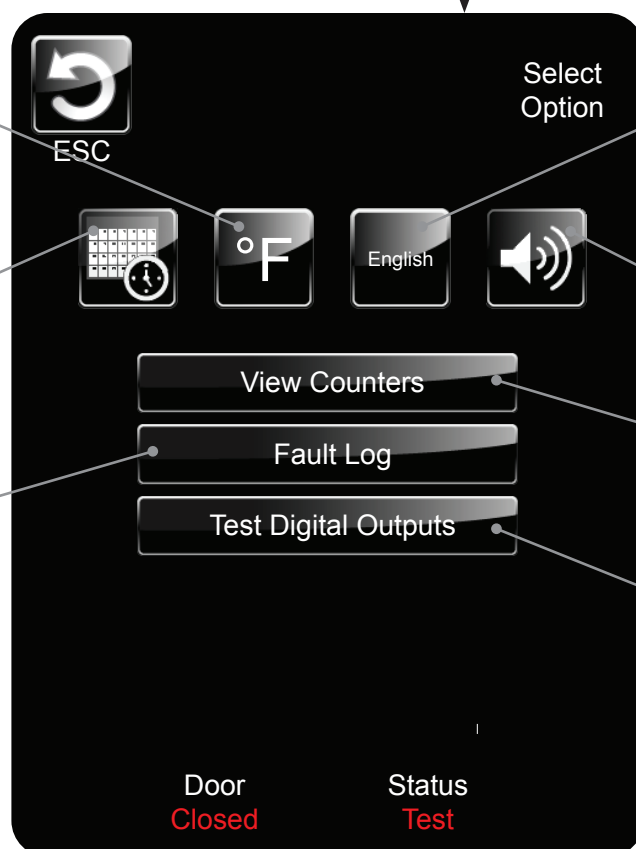 Select
Option
ESC
°F
English
View Counters
Fault Log
Test Digital Outputs
Door Status
Closed Test